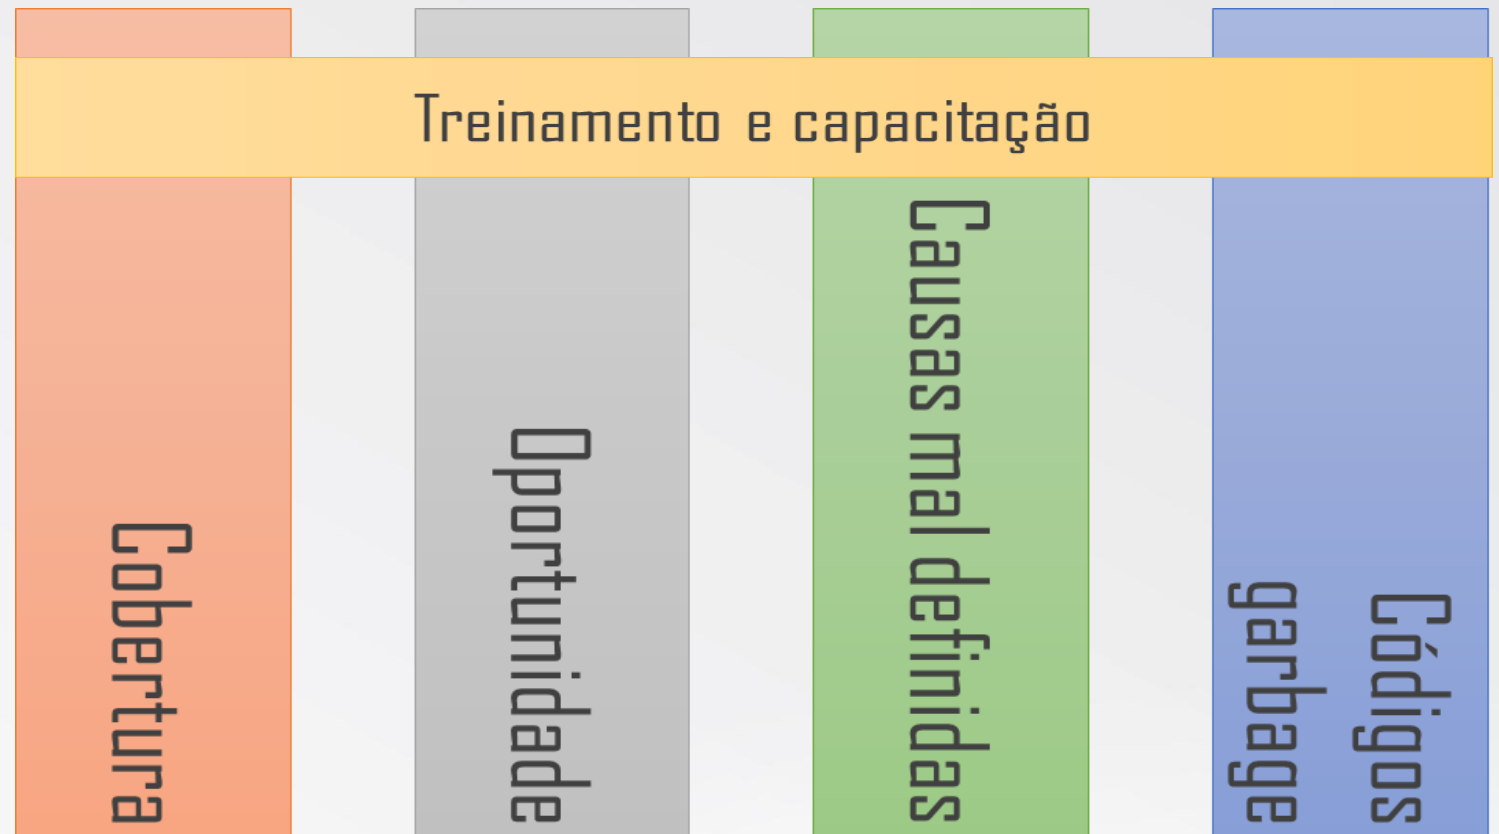 Treinamento e capacitação
Cobertura
Oportunidade
Causas mal definidas
Códigos
garbage